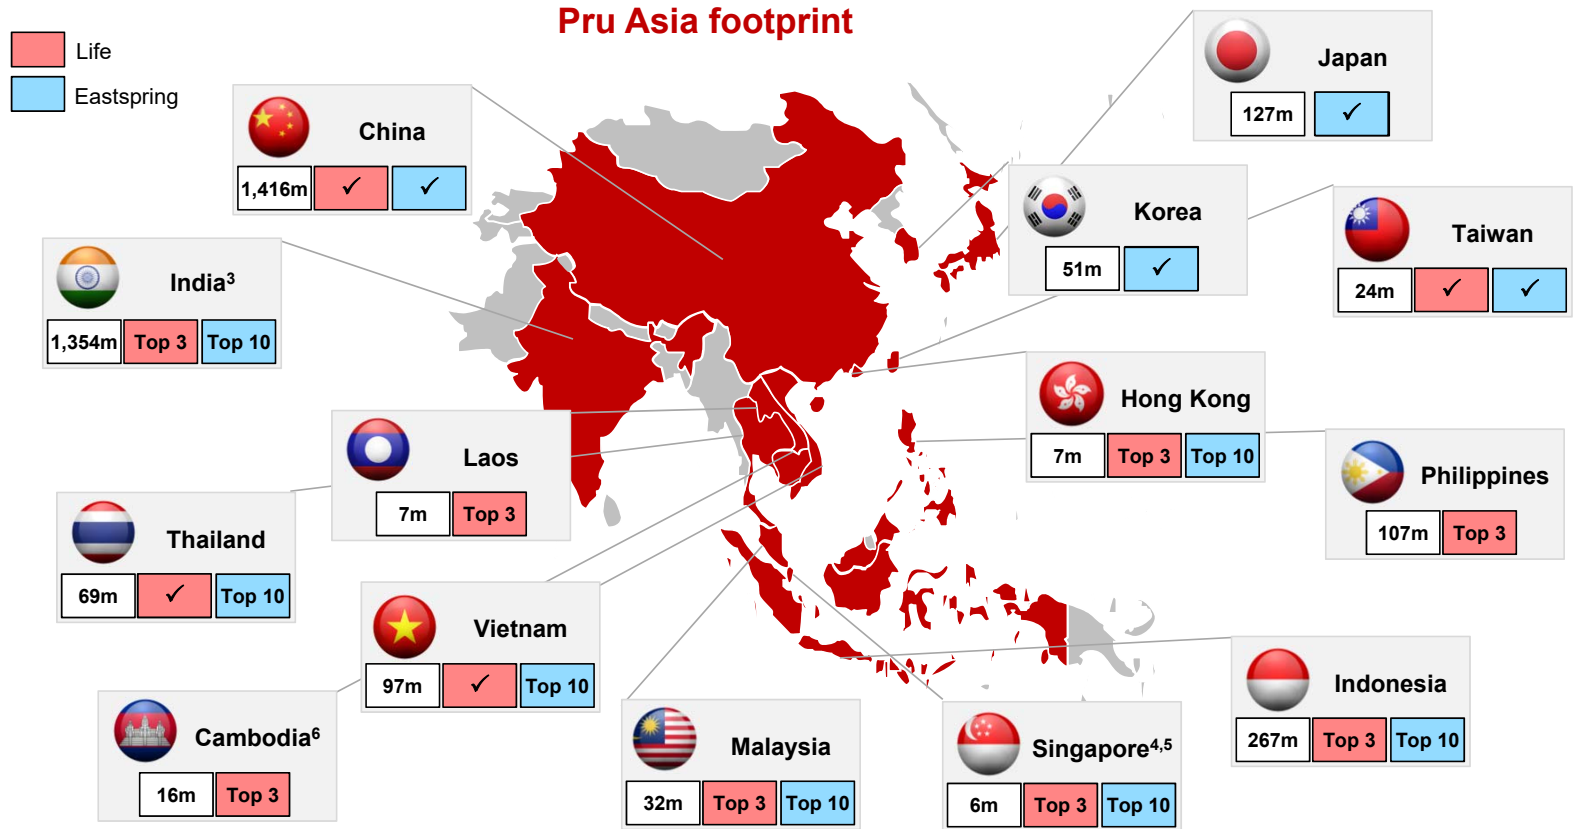 Pru Asia footprint
Life
Eastspring
China
1,416m ✓ ✓
Japan
127m ✓
Korea
51m ✓
Taiwan
24m ✓ ✓
India³
1,354m Top 3 Top 10
Hong Kong
7m Top 3 Top 10
Laos
7m Top 3
Philippines
107m Top 3
Thailand
69m ✓ Top 10
Vietnam
97m ✓ Top 10
Indonesia
267m Top 3 Top 10
Cambodia⁶
16m Top 3
Malaysia
32m Top 3 Top 10
Singapore⁴,⁵
6m Top 3 Top 10